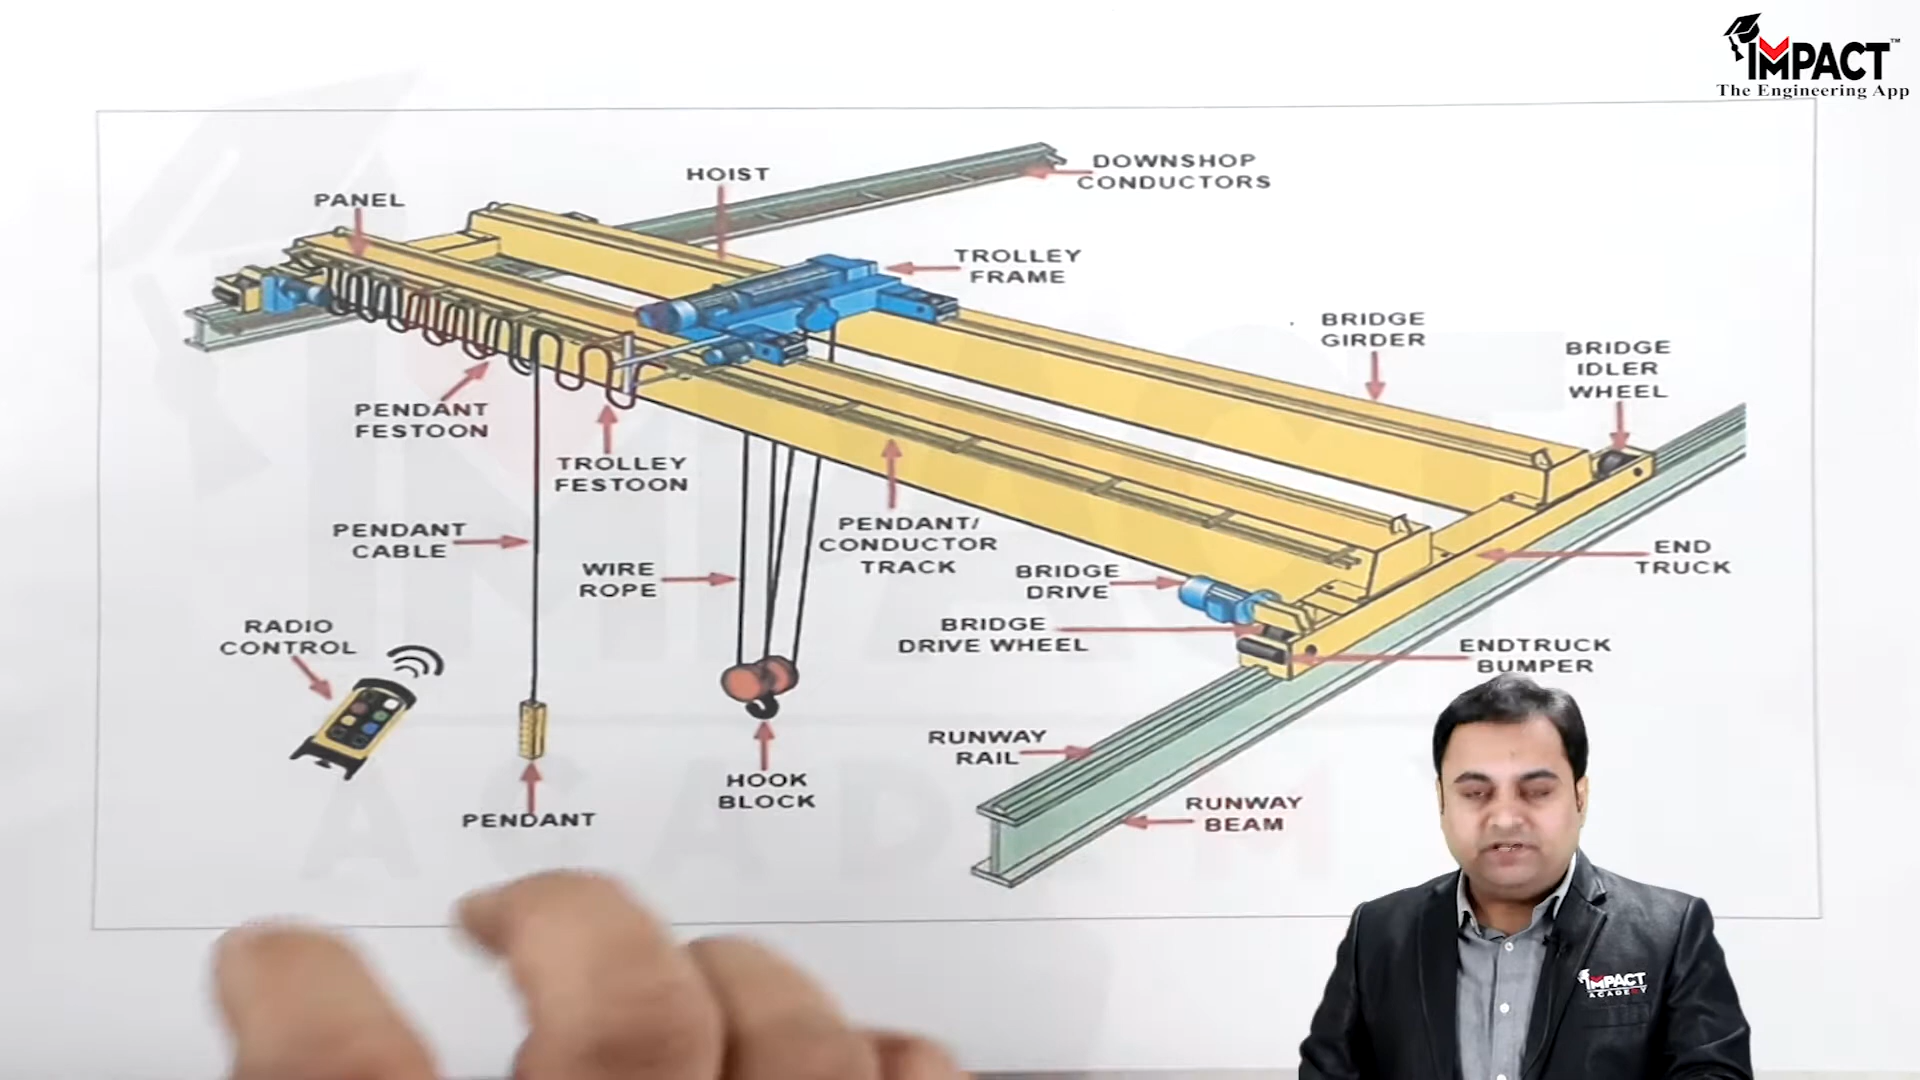 IMPACT™
The Engineering App
HOIST
DOWNSHOP
CONDUCTORS
PANEL
TROLLEY
FRAME
BRIDGE
GIRDER
BRIDGE
IDLER
WHEEL
PENDANT
FESTOON
TROLLEY
FESTOON
PENDANT
CABLE
WIRE
ROPE
PENDANT/
CONDUCTOR
TRACK
BRIDGE
DRIVE
END
TRUCK
RADIO
CONTROL
BRIDGE
DRIVE WHEEL
ENDTRUCK
BUMPER
RUNWAY
RAIL
HOOK
BLOCK
PENDANT
RUNWAY
BEAM
IMPACT
ACADEMY
ACADEMY